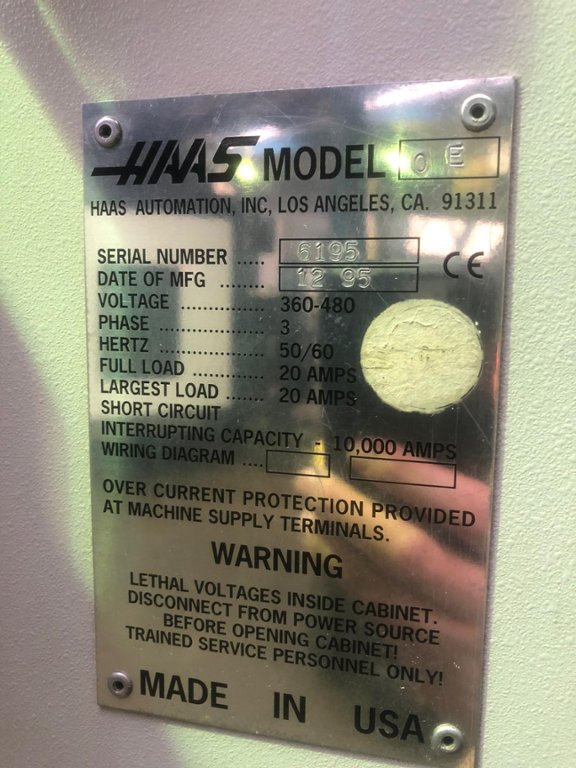 HAAS MODEL 0 E
HAAS AUTOMATION, INC, LOS ANGELES, CA. 91311
SERIAL NUMBER ..... 6195 CE
DATE OF MFG ....... 12 95
VOLTAGE ............... 360-480
PHASE .................. 3
HERTZ ................... 50/60
FULL LOAD ............. 20 AMPS
LARGEST LOAD ....... 20 AMPS
SHORT CIRCUIT
INTERRUPTING CAPACITY - 10,000 AMPS
WIRING DIAGRAM ....
OVER CURRENT PROTECTION PROVIDED
AT MACHINE SUPPLY TERMINALS.
WARNING
LETHAL VOLTAGES INSIDE CABINET.
DISCONNECT FROM POWER SOURCE
BEFORE OPENING CABINET!
TRAINED SERVICE PERSONNEL ONLY!
MADE IN USA